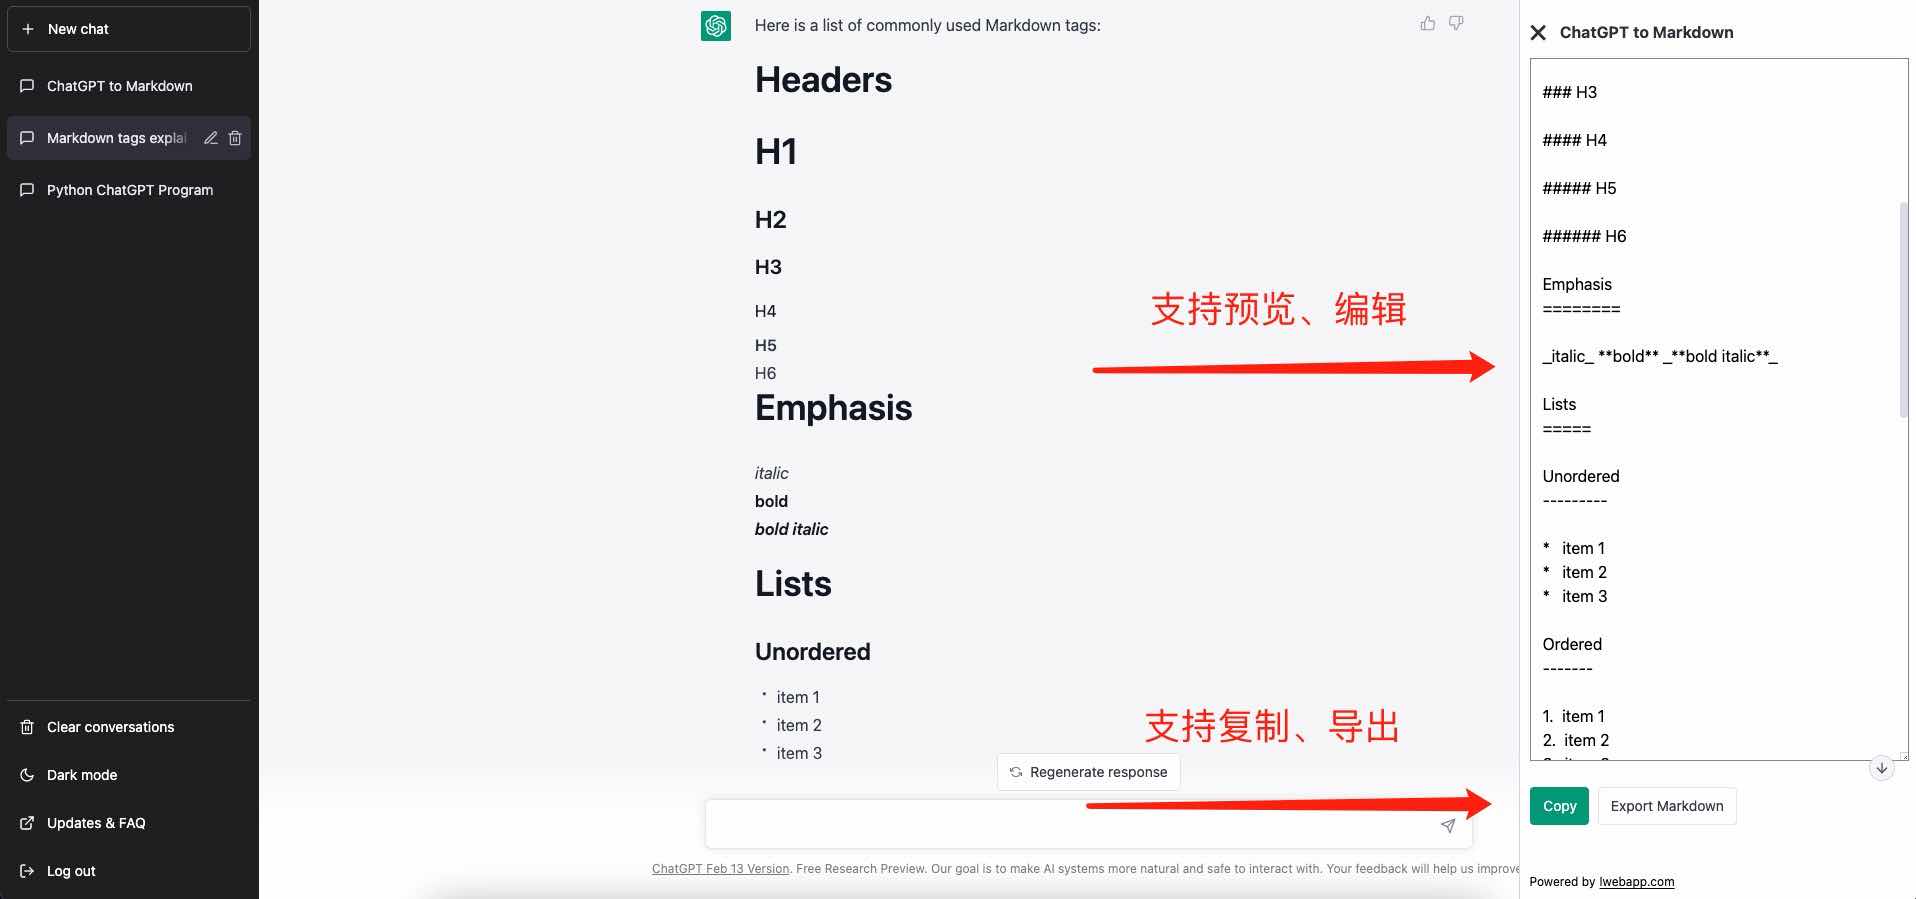 New chat
ChatGPT to Markdown
Markdown tags explai
Python ChatGPT Program
Clear conversations
Dark mode
Updates & FAQ
Log out
Here is a list of commonly used Markdown tags:
Headers
H1
H2
H3
H4
H5
H6
Emphasis
italic
bold
bold italic
Lists
Unordered
• item 1
• item 2
• item 3
Regenerate response
ChatGPT Feb 13 Version. Free Research Preview. Our goal is to make AI systems more natural and safe to interact with. Your feedback will help us improve
支持预览、编辑
支持复制、导出
ChatGPT to Markdown
### H3
#### H4
##### H5
###### H6
Emphasis
========
_italic_ **bold** _**bold italic**_
Lists
=====
Unordered
---------
* item 1
* item 2
* item 3
Ordered
-------
1. item 1
2. item 2
Copy
Export Markdown
Powered by lwebapp.com